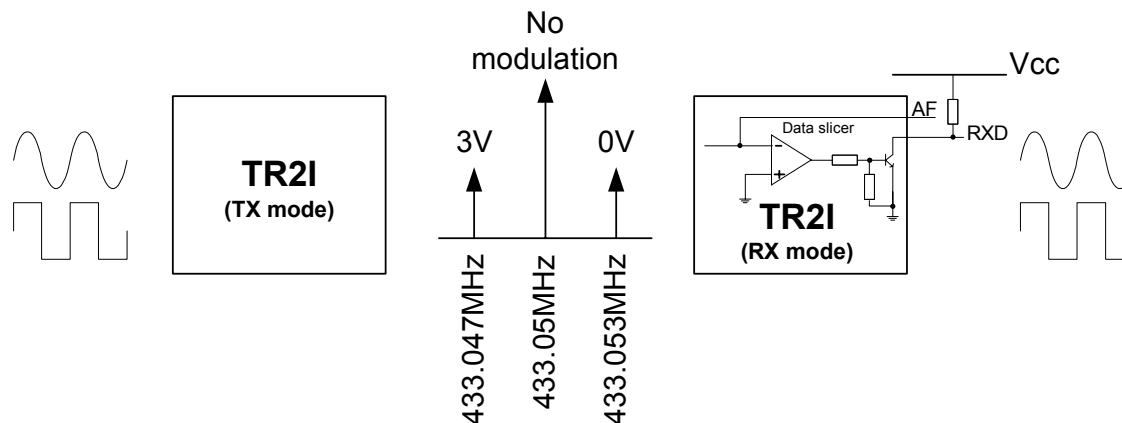 No
modulation
TR2I
(TX mode)
3V
0V
433.047MHz
433.05MHz
433.053MHz
Vcc
AF
RXD
Data slicer
TR2I
(RX mode)